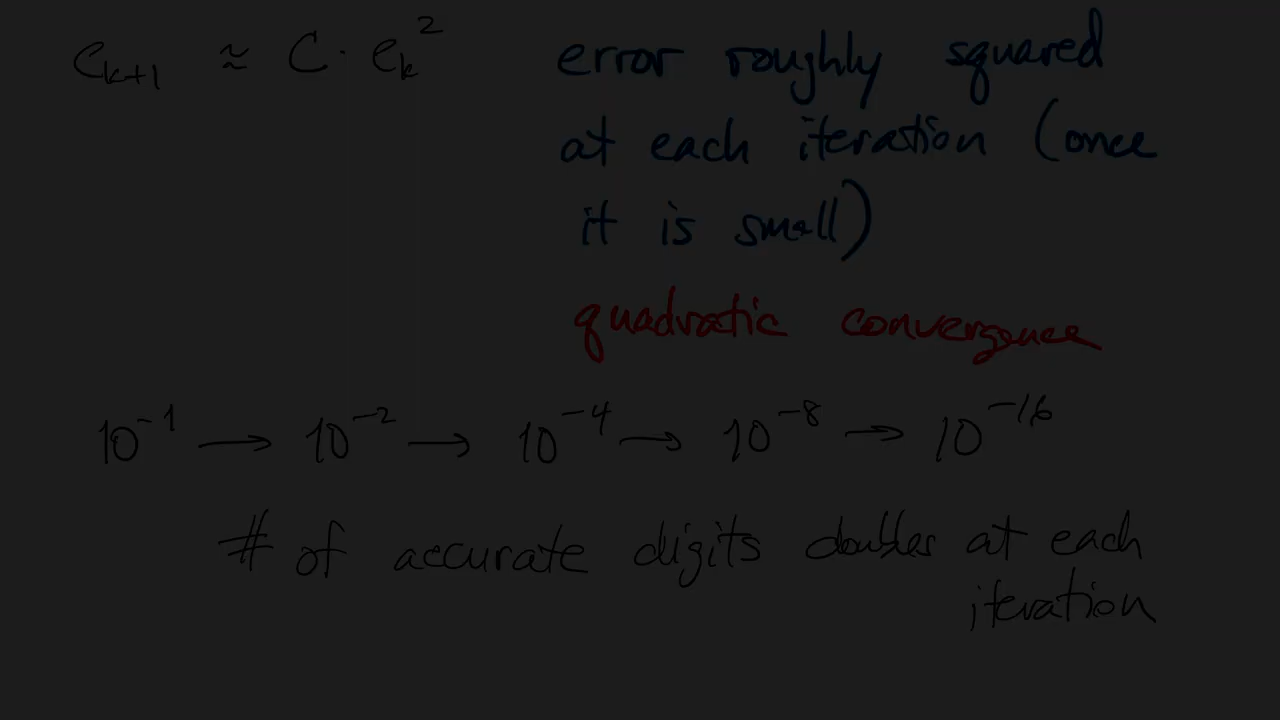 e_{k+1} ≈ C · e_k^2 error roughly squared
at each iteration (once
it is small)
quadratic convergence
10^{-1} → 10^{-2} → 10^{-4} → 10^{-8} → 10^{-16}
# of accurate digits doubles at each
iteration